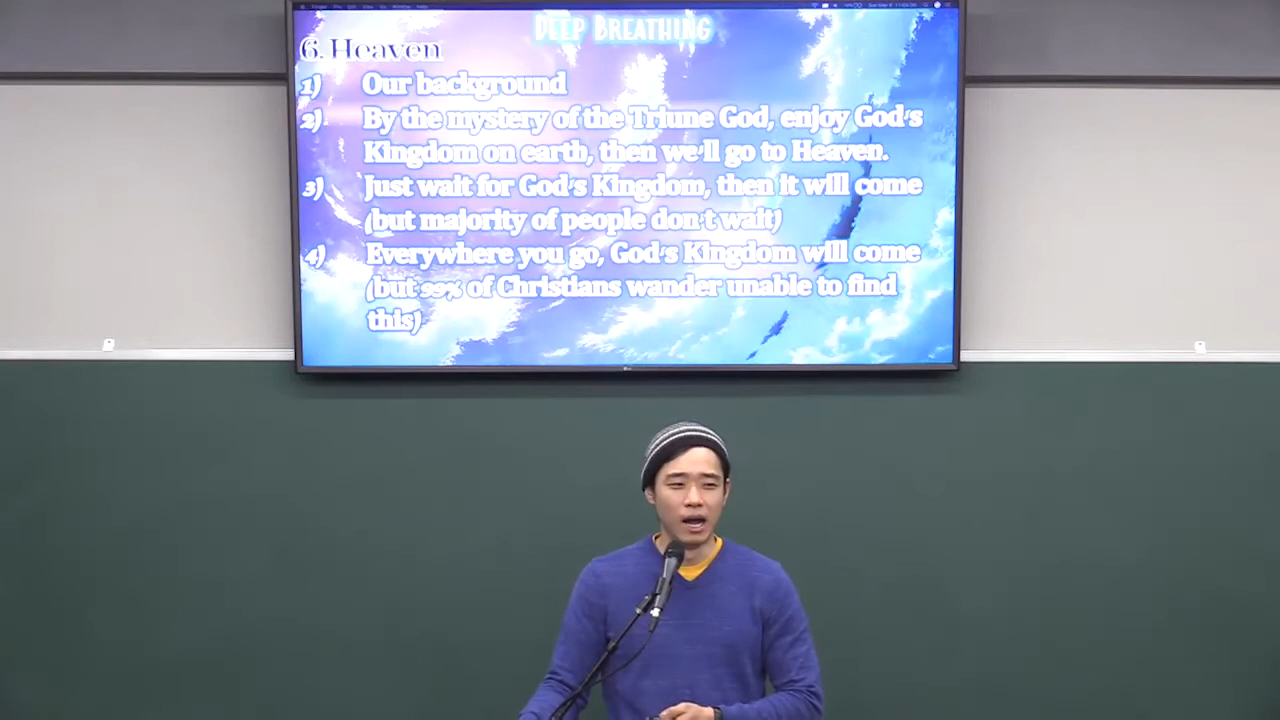 DEEP BREATHING
6. Heaven
1) Our background
2) By the mystery of the Triune God, enjoy God's
Kingdom on earth, then we'll go to Heaven.
3) Just wait for God's Kingdom, then it will come
(but majority of people don't wait)
4) Everywhere you go, God's Kingdom will come
(but 99% of Christians wander unable to find
this)